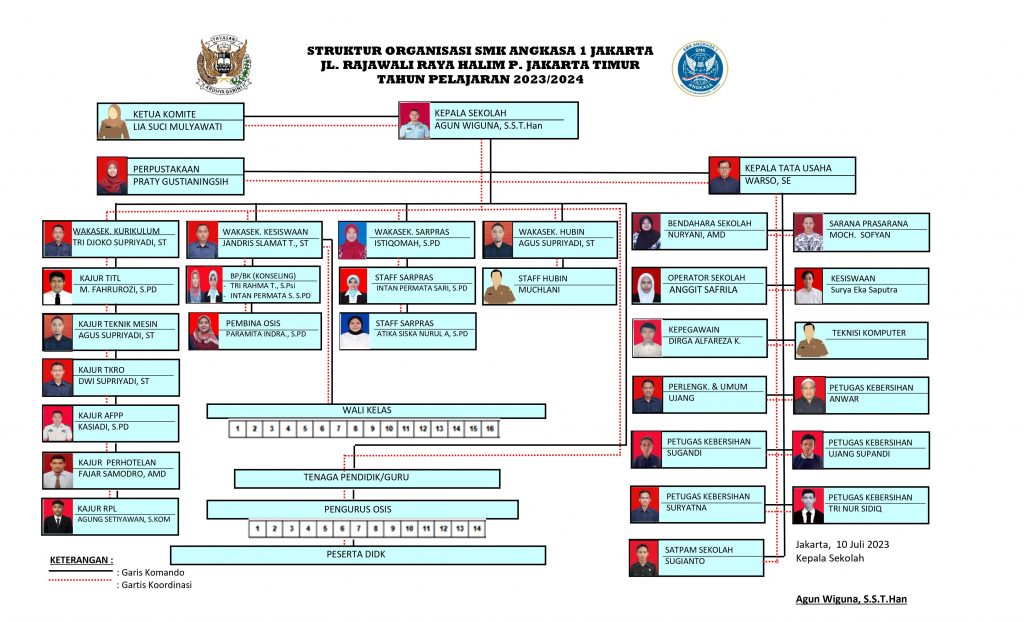 STRUKTUR ORGANISASI SMK ANGKASA 1 JAKARTA
JL. RAJAWALI RAYA HALIM P. JAKARTA TIMUR
TAHUN PELAJARAN 2023/2024
YAYASAN
ARDHYA GARINI
SMK ANGKASA 1
SMK
ANGKASA
KETUA KOMITE
LIA SUCI MULYAWATI
KEPALA SEKOLAH
AGUN WIGUNA, S.S.T.Han
PERPUSTAKAAN
PRATY GUSTIANINGSIH
KEPALA TATA USAHA
WARSO, SE
WAKASEK. KURIKULUM
TRI DJOKO SUPRIYADI, ST
WAKASEK. KESISWAAN
JANDRIS SLAMAT T., ST
WAKASEK. SARPRAS
ISTIQOMAH, S.PD
WAKASEK. HUBIN
AGUS SUPRIYADI, ST
BENDAHARA SEKOLAH
NURYANI, AMD
SARANA PRASARANA
MOCH. SOFYAN
KAJUR TITL
M. FAHRUROZI, S.PD
BP/BK (KONSELING)
- TRI RAHMA T., S.Psi
- INTAN PERMATA S. S.PD
STAFF SARPRAS
INTAN PERMATA SARI, S.PD
STAFF HUBIN
MUCHLANI
OPERATOR SEKOLAH
ANGGIT SAFRILA
KESISWAAN
Surya Eka Saputra
KAJUR TEKNIK MESIN
AGUS SUPRIYADI, ST
PEMBINA OSIS
PARAMITA INDRA., S.PD
STAFF SARPRAS
ATIKA SISKA NURUL A, S.PD
KEPEGAWAIN
DIRGA ALFAREZA K.
TEKNISI KOMPUTER
KAJUR TKRO
DWI SUPRIYADI, ST
PERLENGK. & UMUM
UJANG
PETUGAS KEBERSIHAN
ANWAR
KAJUR AFPP
KASIADI, S.PD
WALI KELAS
1 2 3 4 5 6 7 8 9 10 11 12 13 14 15 16
PETUGAS KEBERSIHAN
SUGANDI
PETUGAS KEBERSIHAN
UJANG SUPANDI
KAJUR PERHOTELAN
FAJAR SAMODRO, AMD
TENAGA PENDIDIK/GURU
PETUGAS KEBERSIHAN
SURYATNA
PETUGAS KEBERSIHAN
TRI NUR SIDIQ
KAJUR RPL
AGUNG SETIYAWAN, S.KOM
PENGURUS OSIS
1 2 3 4 5 6 7 8 9 10 11 12 13 14
PESERTA DIDK
SATPAM SEKOLAH
SUGIANTO
Jakarta, 10 Juli 2023
Kepala Sekolah
Agun Wiguna, S.S.T.Han
KETERANGAN :
: Garis Komando
: Gartis Koordinasi